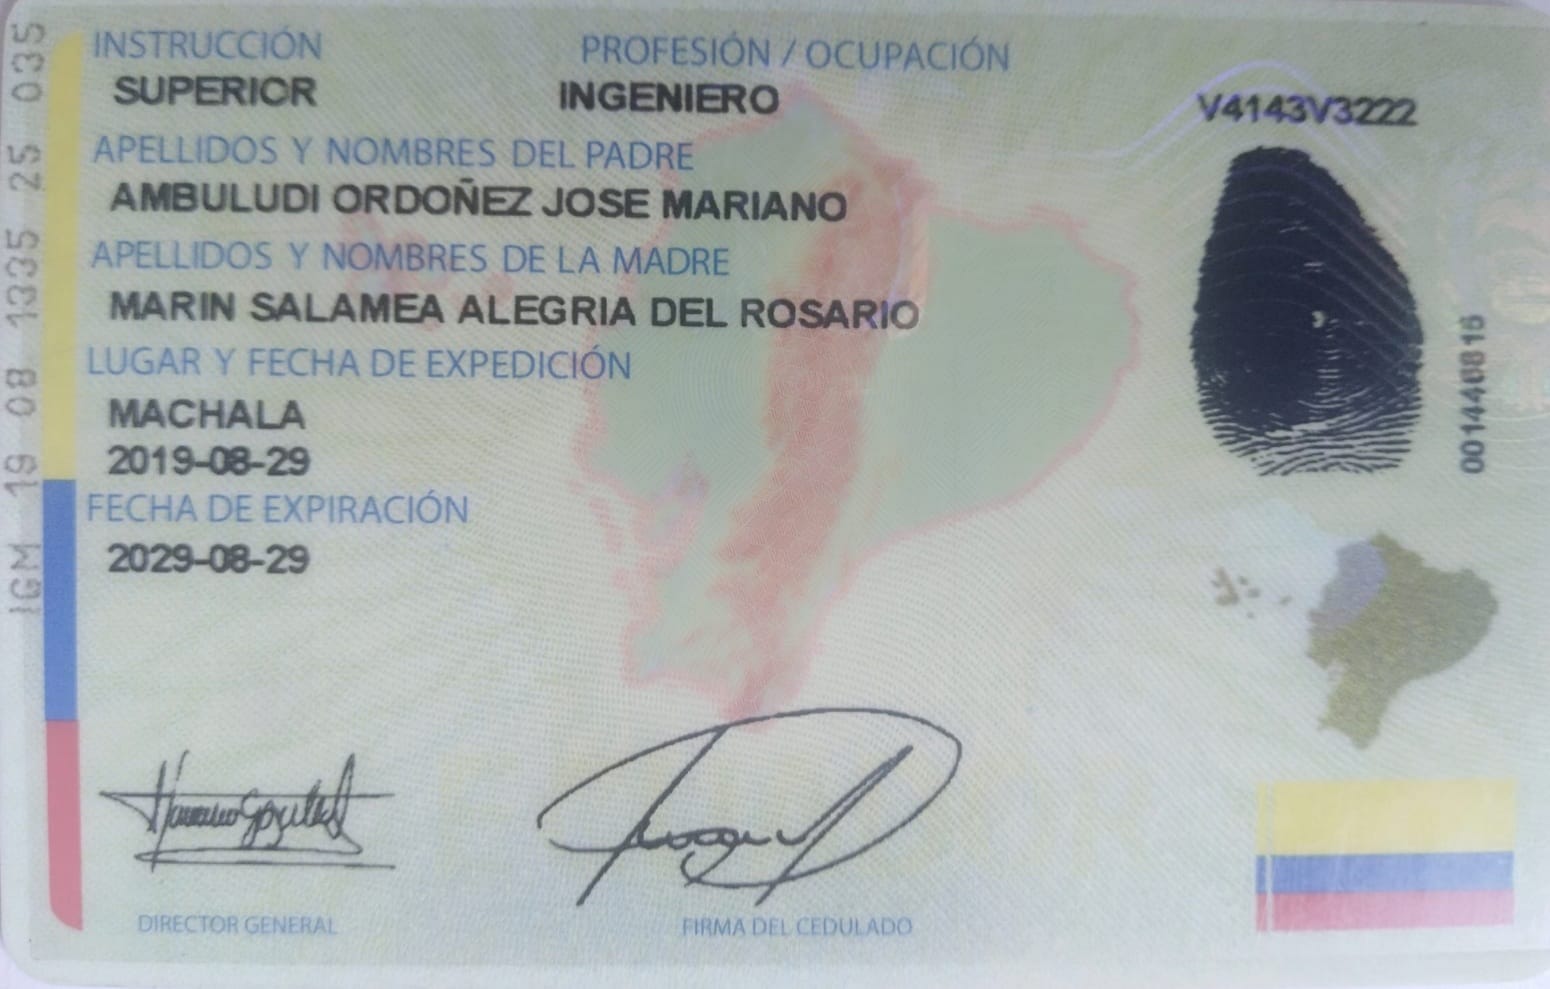 INSTRUCCIÓN PROFESIÓN / OCUPACIÓN
SUPERIOR INGENIERO
V4143V3222
APELLIDOS Y NOMBRES DEL PADRE
AMBULUDI ORDOÑEZ JOSE MARIANO
APELLIDOS Y NOMBRES DE LA MADRE
MARIN SALAMEA ALEGRIA DEL ROSARIO
LUGAR Y FECHA DE EXPEDICIÓN
MACHALA
2019-08-29
FECHA DE EXPIRACIÓN
2029-08-29
DIRECTOR GENERAL
FIRMA DEL CEDULADO
IGM 19 08 1335 25 035